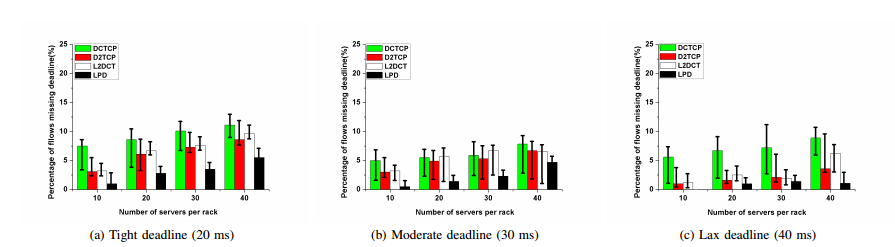 25
20
15
10
5
0
Percentage of flows missing deadline(%)
DCTCP
D2TCP
L2DCT
LPD
10 20 30 40
Number of servers per rack
(a) Tight deadline (20 ms)
25
20
15
10
5
0
Percentage of flows missing deadline(%)
DCTCP
D2TCP
L2DCT
LPD
10 20 30 40
Number of servers per rack
(b) Moderate deadline (30 ms)
25
20
15
10
5
0
Percentage of flows missing deadline(%)
DCTCP
D2TCP
L2DCT
LPD
10 20 30 40
Number of servers per rack
(c) Lax deadline (40 ms)